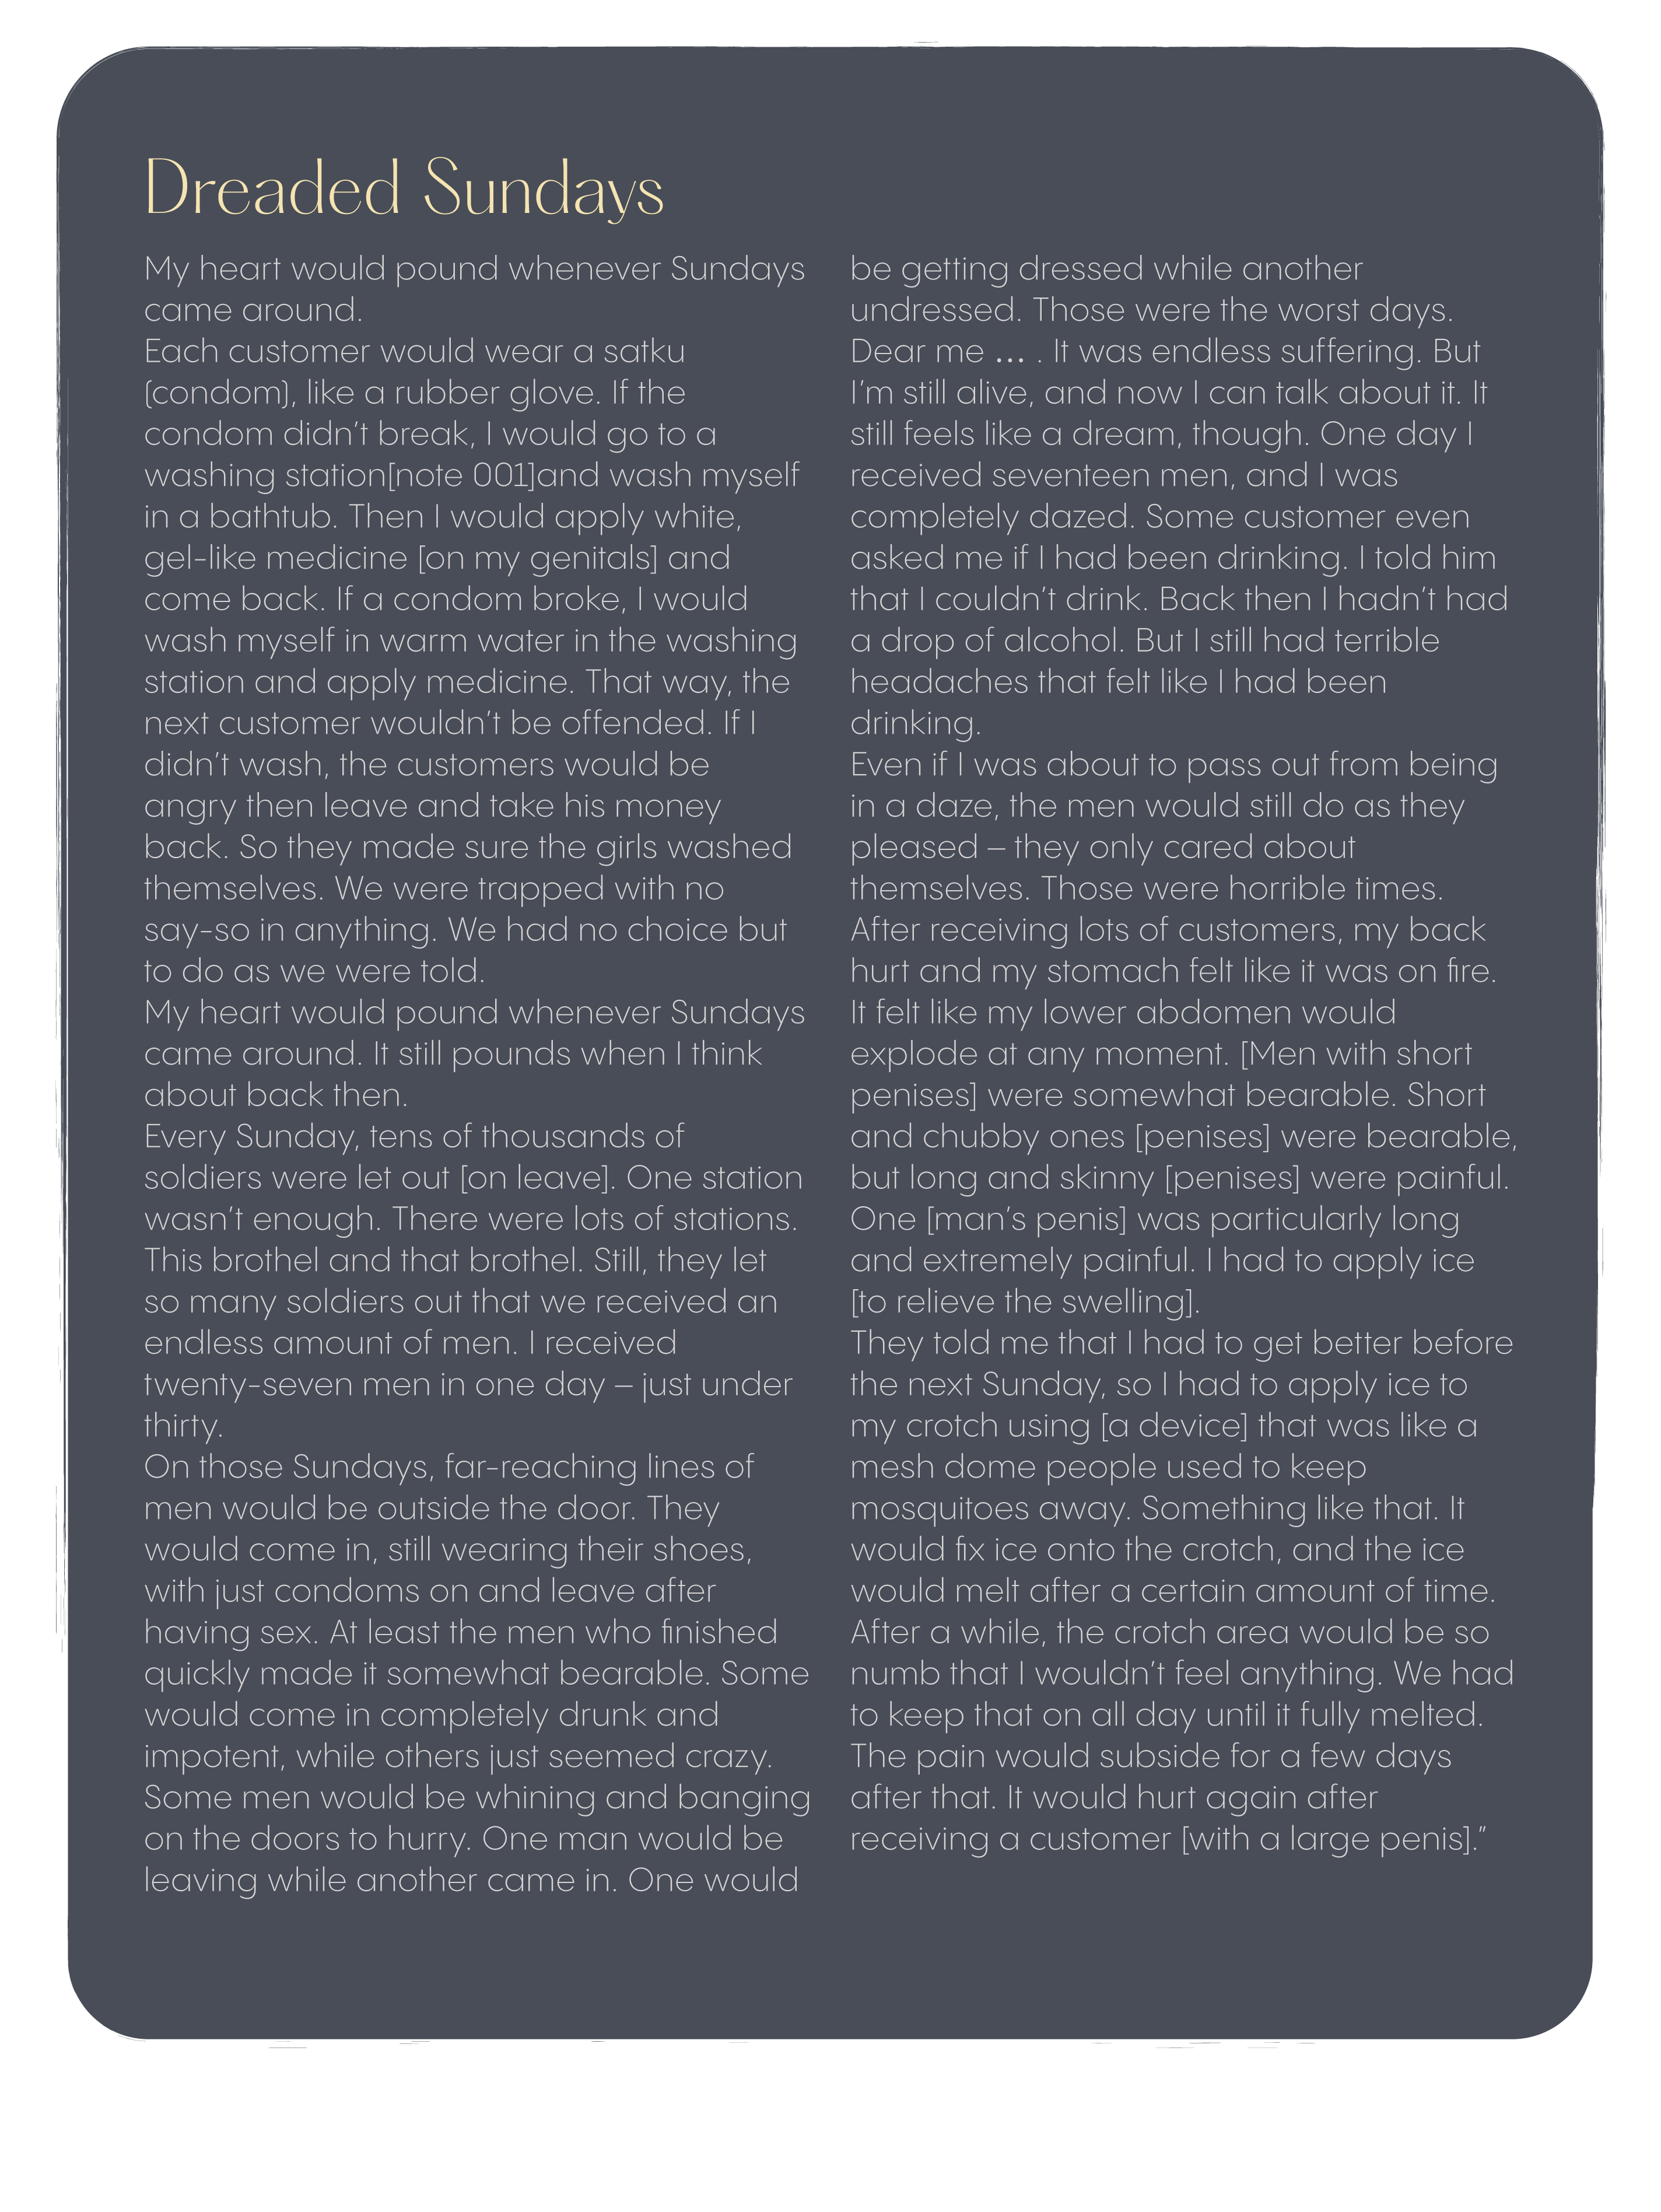 Dreaded Sundays
My heart would pound whenever Sundays
came around.
Each customer would wear a satku
(condom), like a rubber glove. If the
condom didn’t break, I would go to a
washing station[note 001]and wash myself
in a bathtub. Then I would apply white,
gel-like medicine [on my genitals] and
come back. If a condom broke, I would
wash myself in warm water in the washing
station and apply medicine. That way, the
next customer wouldn’t be offended. If I
didn’t wash, the customers would be
angry then leave and take his money
back. So they made sure the girls washed
themselves. We were trapped with no
say-so in anything. We had no choice but
to do as we were told.
My heart would pound whenever Sundays
came around. It still pounds when I think
about back then.
Every Sunday, tens of thousands of
soldiers were let out [on leave]. One station
wasn’t enough. There were lots of stations.
This brothel and that brothel. Still, they let
so many soldiers out that we received an
endless amount of men. I received
twenty-seven men in one day – just under
thirty.
On those Sundays, far-reaching lines of
men would be outside the door. They
would come in, still wearing their shoes,
with just condoms on and leave after
having sex. At least the men who finished
quickly made it somewhat bearable. Some
would come in completely drunk and
impotent, while others just seemed crazy.
Some men would be whining and banging
on the doors to hurry. One man would be
leaving while another came in. One would
be getting dressed while another
undressed. Those were the worst days.
Dear me … . It was endless suffering. But
I’m still alive, and now I can talk about it. It
still feels like a dream, though. One day I
received seventeen men, and I was
completely dazed. Some customer even
asked me if I had been drinking. I told him
that I couldn’t drink. Back then I hadn’t had
a drop of alcohol. But I still had terrible
headaches that felt like I had been
drinking.
Even if I was about to pass out from being
in a daze, the men would still do as they
pleased – they only cared about
themselves. Those were horrible times.
After receiving lots of customers, my back
hurt and my stomach felt like it was on fire.
It felt like my lower abdomen would
explode at any moment. [Men with short
penises] were somewhat bearable. Short
and chubby ones [penises] were bearable,
but long and skinny [penises] were painful.
One [man’s penis] was particularly long
and extremely painful. I had to apply ice
[to relieve the swelling].
They told me that I had to get better before
the next Sunday, so I had to apply ice to
my crotch using [a device] that was like a
mesh dome people used to keep
mosquitoes away. Something like that. It
would fix ice onto the crotch, and the ice
would melt after a certain amount of time.
After a while, the crotch area would be so
numb that I wouldn’t feel anything. We had
to keep that on all day until it fully melted.
The pain would subside for a few days
after that. It would hurt again after
receiving a customer [with a large penis].”